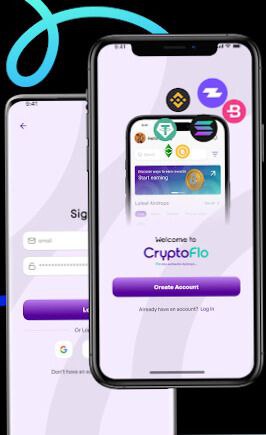 9:41
Discover ways to earn crypto
Start earning
Latest Airdrops
Welcome to
CryptoFlo
Create Account
Already have an account? Log in
9:41
Sig
email
Lo
Or Lo
G
Don't have an a